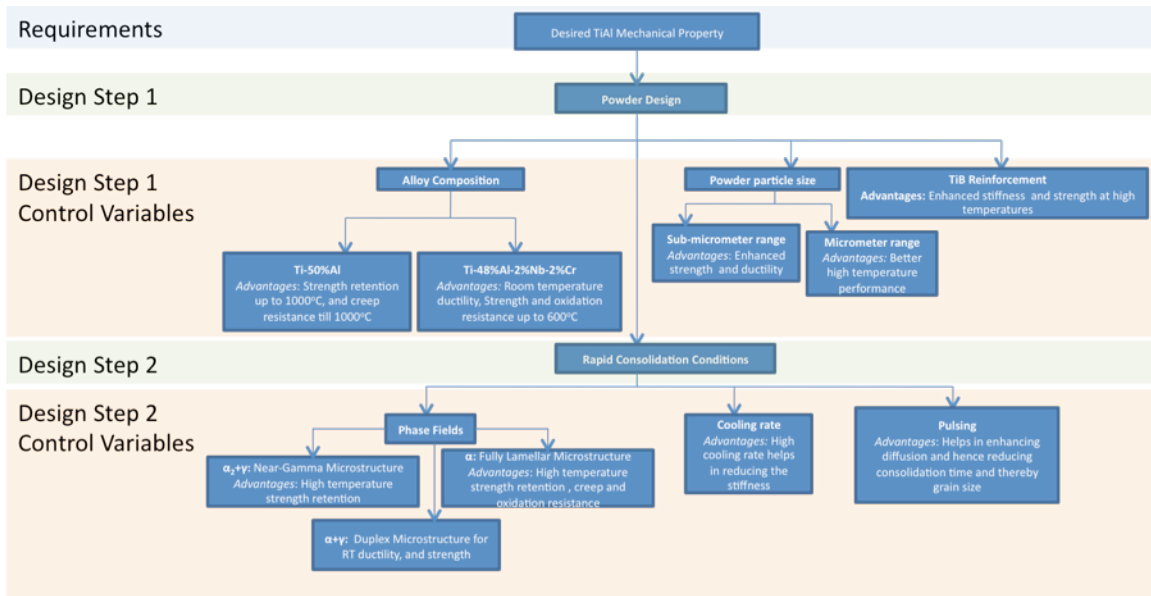 Requirements
Desired TiAl Mechanical Property
Design Step 1
Powder Design
Design Step 1
Control Variables
Alloy Composition
Powder particle size
TiB Reinforcement
Advantages: Enhanced stiffness and strength at high
temperatures
Ti-50%Al
Advantages: Strength retention
up to 1000°C, and creep
resistance till 1000°C
Ti-48%Al-2%Nb-2%Cr
Advantages: Room temperature
ductility, Strength and oxidation
resistance up to 600°C
Sub-micrometer range
Advantages: Enhanced
strength and ductility
Micrometer range
Advantages: Better
high temperature
performance
Design Step 2
Rapid Consolidation Conditions
Design Step 2
Control Variables
Phase Fields
α₂+γ: Near-Gamma Microstructure
Advantages: High temperature
strength retention
α: Fully Lamellar Microstructure
Advantages: High temperature
strength retention , creep and
oxidation resistance
α+γ: Duplex Microstructure for
RT ductility, and strength
Cooling rate
Advantages: High
cooling rate helps
in reducing the
stiffness
Pulsing
Advantages: Helps in enhancing
diffusion and hence reducing
consolidation time and thereby
grain size